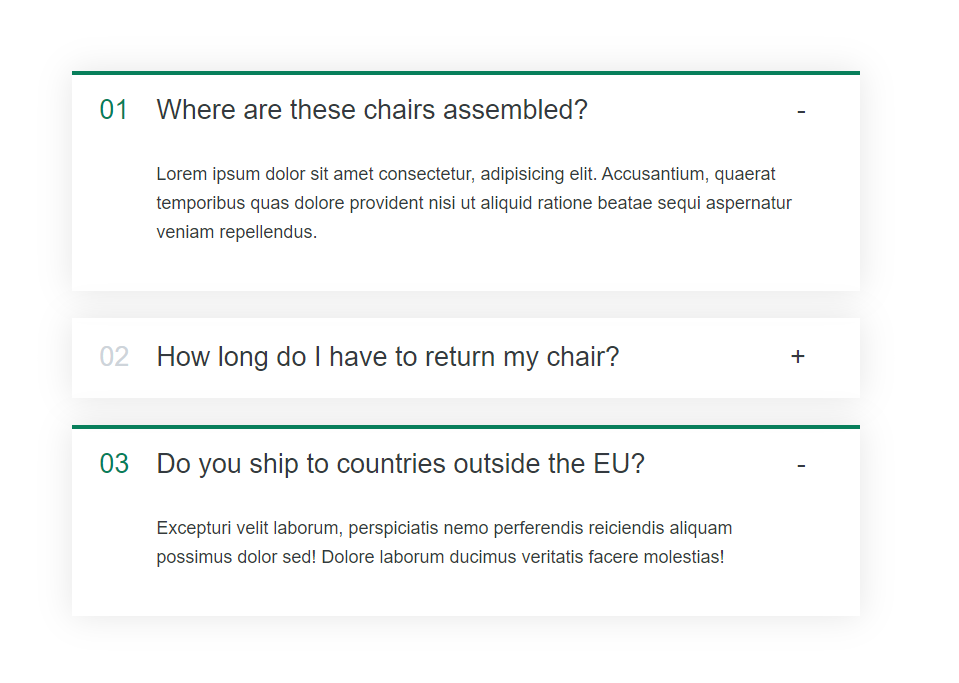 01 Where are these chairs assembled? -
Lorem ipsum dolor sit amet consectetur, adipisicing elit. Accusantium, quaerat
temporibus quas dolore provident nisi ut aliquid ratione beatae sequi aspernatur
veniam repellendus.
02 How long do I have to return my chair? +
03 Do you ship to countries outside the EU? -
Excepturi velit laborum, perspiciatis nemo perferendis reiciendis aliquam
possimus dolor sed! Dolore laborum ducimus veritatis facere molestias!